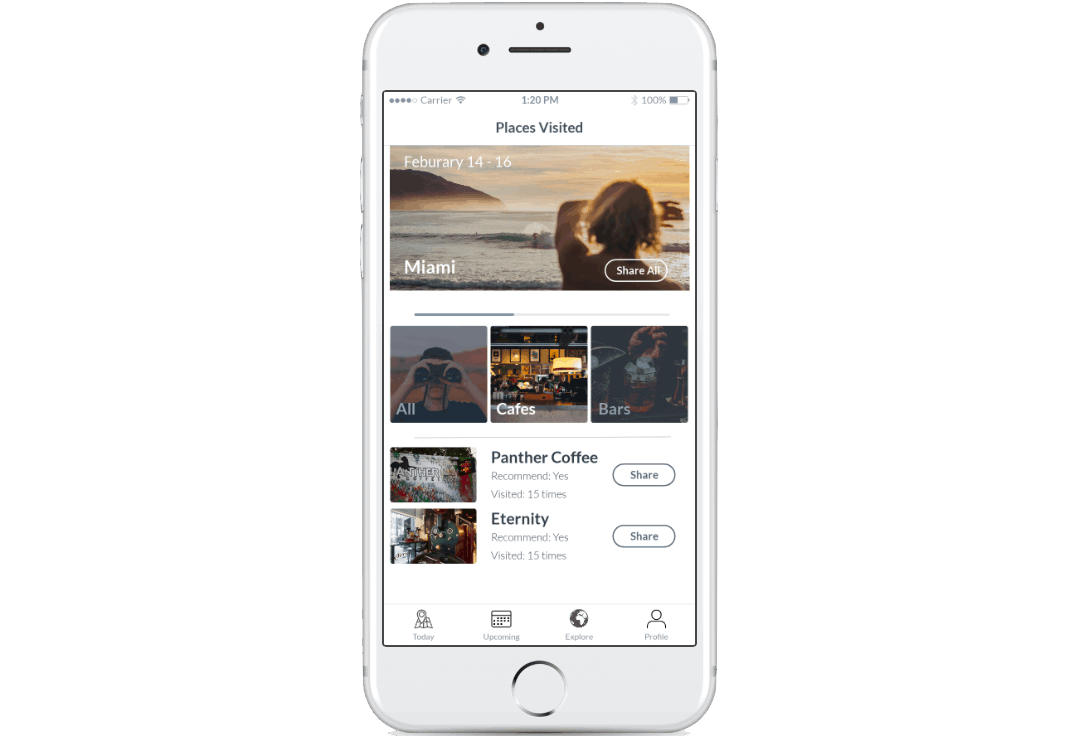 Carrier 1:20 PM 100%
Places Visited
Feburary 14 - 16
Miami
Share All
All
Cafes
Bars
Panther Coffee
Recommend: Yes
Share
Visited: 15 times
Eternity
Recommend: Yes
Share
Visited: 15 times
Today
Upcoming
Explore
Profile